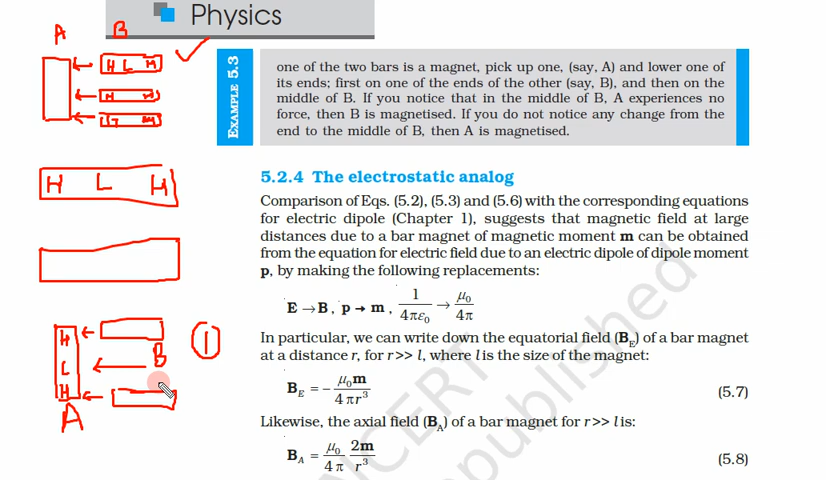 Physics
A B
H L M
H M
L M
H L H
H
L
H
B
A
1
EXAMPLE 5.3
one of the two bars is a magnet, pick up one, (say, A) and lower one of
its ends; first on one of the ends of the other (say, B), and then on the
middle of B. If you notice that in the middle of B, A experiences no
force, then B is magnetised. If you do not notice any change from the
end to the middle of B, then A is magnetised.
5.2.4 The electrostatic analog
Comparison of Eqs. (5.2), (5.3) and (5.6) with the corresponding equations
for electric dipole (Chapter 1), suggests that magnetic field at large
distances due to a bar magnet of magnetic moment m can be obtained
from the equation for electric field due to an electric dipole of dipole moment
p, by making the following replacements:
E → B , p → m , 1/4πε₀ → μ₀/4π
In particular, we can write down the equatorial field (B_E) of a bar magnet
at a distance r, for r >> l, where l is the size of the magnet:
B_E = − μ₀m/4πr³ (5.7)
Likewise, the axial field (B_A) of a bar magnet for r >> l is:
B_A = μ₀/4π 2m/r³ (5.8)
NCERT